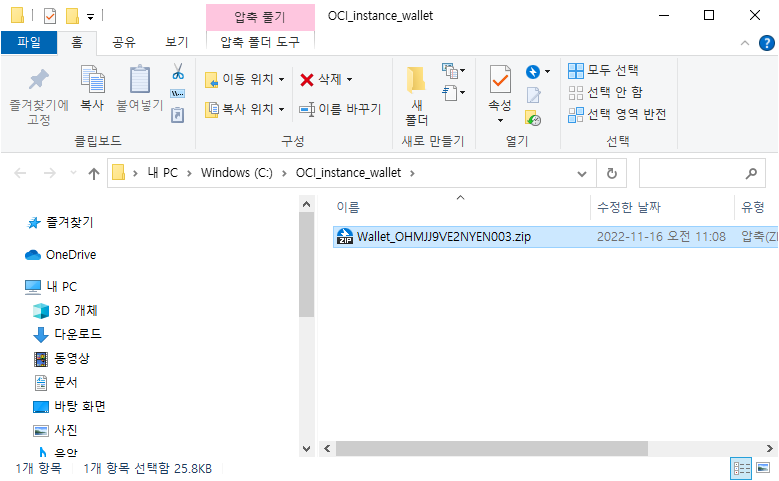 압축 풀기
OCI_instance_wallet
파일
홈
공유
보기
압축 폴더 도구
즐겨찾기에
고정
복사
붙여넣기
클립보드
이동 위치
복사 위치
삭제
이름 바꾸기
구성
새
폴더
새로 만들기
속성
열기
모두 선택
선택 안 함
선택 영역 반전
선택
내 PC > Windows (C:) > OCI_instance_wallet >
이름
수정한 날짜
유형
Wallet_OHMJJ9VE2NYEN003.zip
2022-11-16 오전 11:08
압축(ZI
ZIP
즐겨찾기
OneDrive
내 PC
3D 개체
다운로드
동영상
문서
바탕 화면
사진
음악
1개 항목
1개 항목 선택함 25.8KB